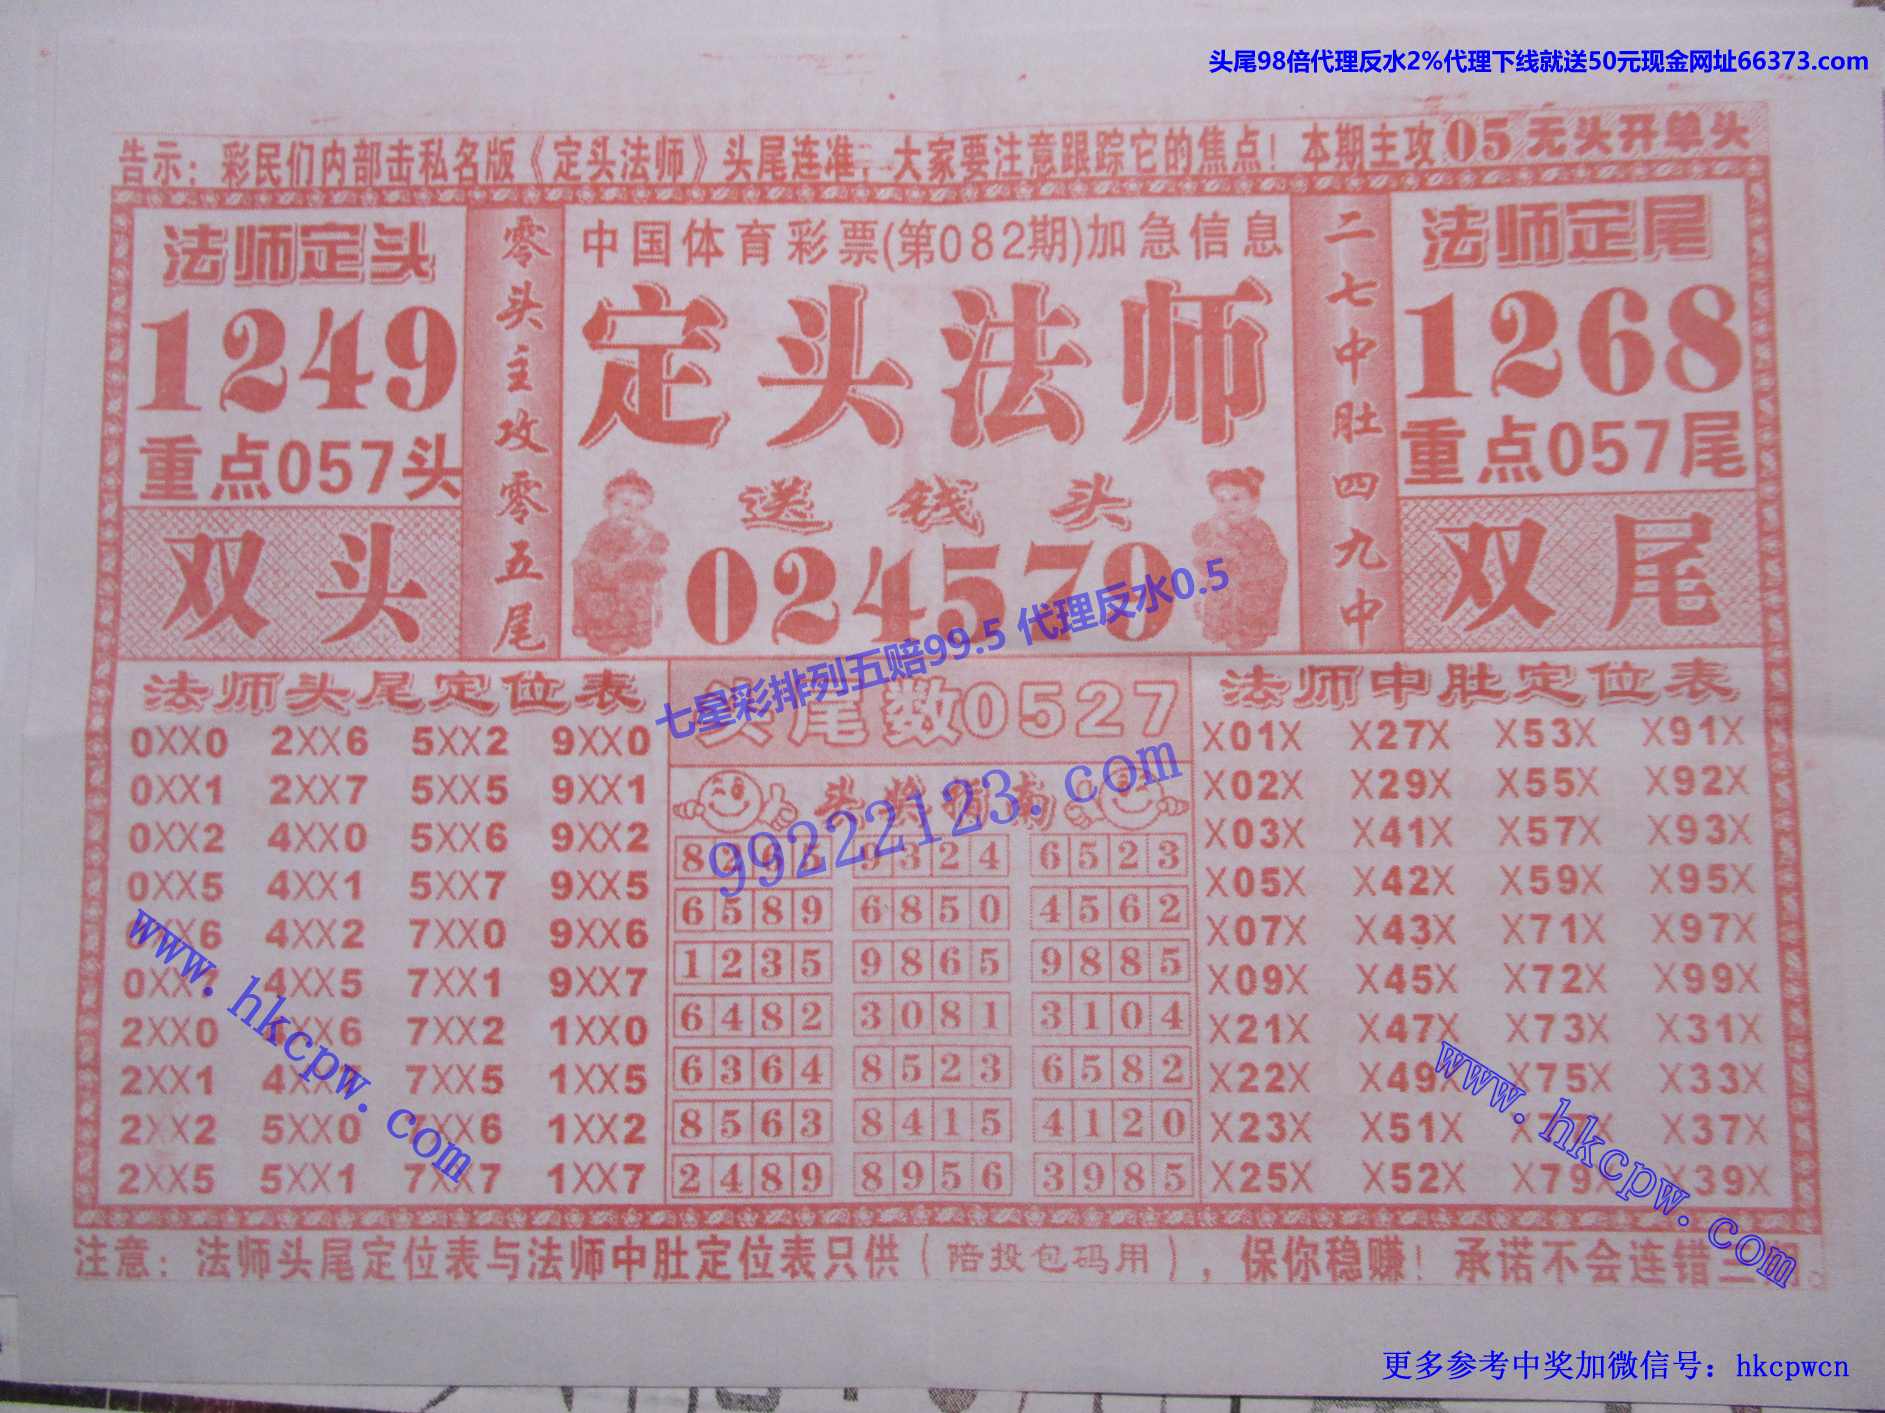 头尾98倍代理反水2%代理下线就送50元现金网址66373.com
告示：彩民们内部击私名版《定头法师》头尾连准，大家要注意跟踪它的焦点！本期主攻05无头开单头
法师定头
1249
重点057头
双头
零头主攻零五尾
中国体育彩票(第082期)加急信息
定头法师
送钱头
024579
二七中肚四九中
法师定尾
1268
重点057尾
双尾
七星彩排列五赔99.5 代理反水0.5
99222123.com
法师头尾定位表
0XX0 2XX6 5XX2 9XX0
0XX1 2XX7 5XX5 9XX1
0XX2 4XX0 5XX6 9XX2
0XX5 4XX1 5XX7 9XX5
XX6 4XX2 7XX0 9XX6
0XX 4XX5 7XX1 9XX7
2XX0 XX6 7XX2 1XX0
2XX1 4X 7XX5 1XX5
2XX2 5XX0 XX6 1XX2
2XX5 5XX1 7XX7 1XX7
头尾数0527
头奖
8265 9324 6523
6589 6850 4562
1235 9865 9885
6482 3081 3104
6364 8523 6582
8563 8415 4120
2489 8956 3985
法师中肚定位表
X01X X27X X53X X91X
X02X X29X X55X X92X
X03X X41X X57X X93X
X05X X42X X59X X95X
X07X X43X X71X X97X
X09X X45X X72X X99X
X21X X47X X73X X31X
X22X X49 X75X X33X
X23X X51X X7 X37X
X25X X52X X79X X39X
www.hkcpw.com
www.hkcpw.com
注意：法师头尾定位表与法师中肚定位表只供（陪投包码用），保你稳赚！承诺不会连错三期。
更多参考中奖加微信号：hkcpwcn